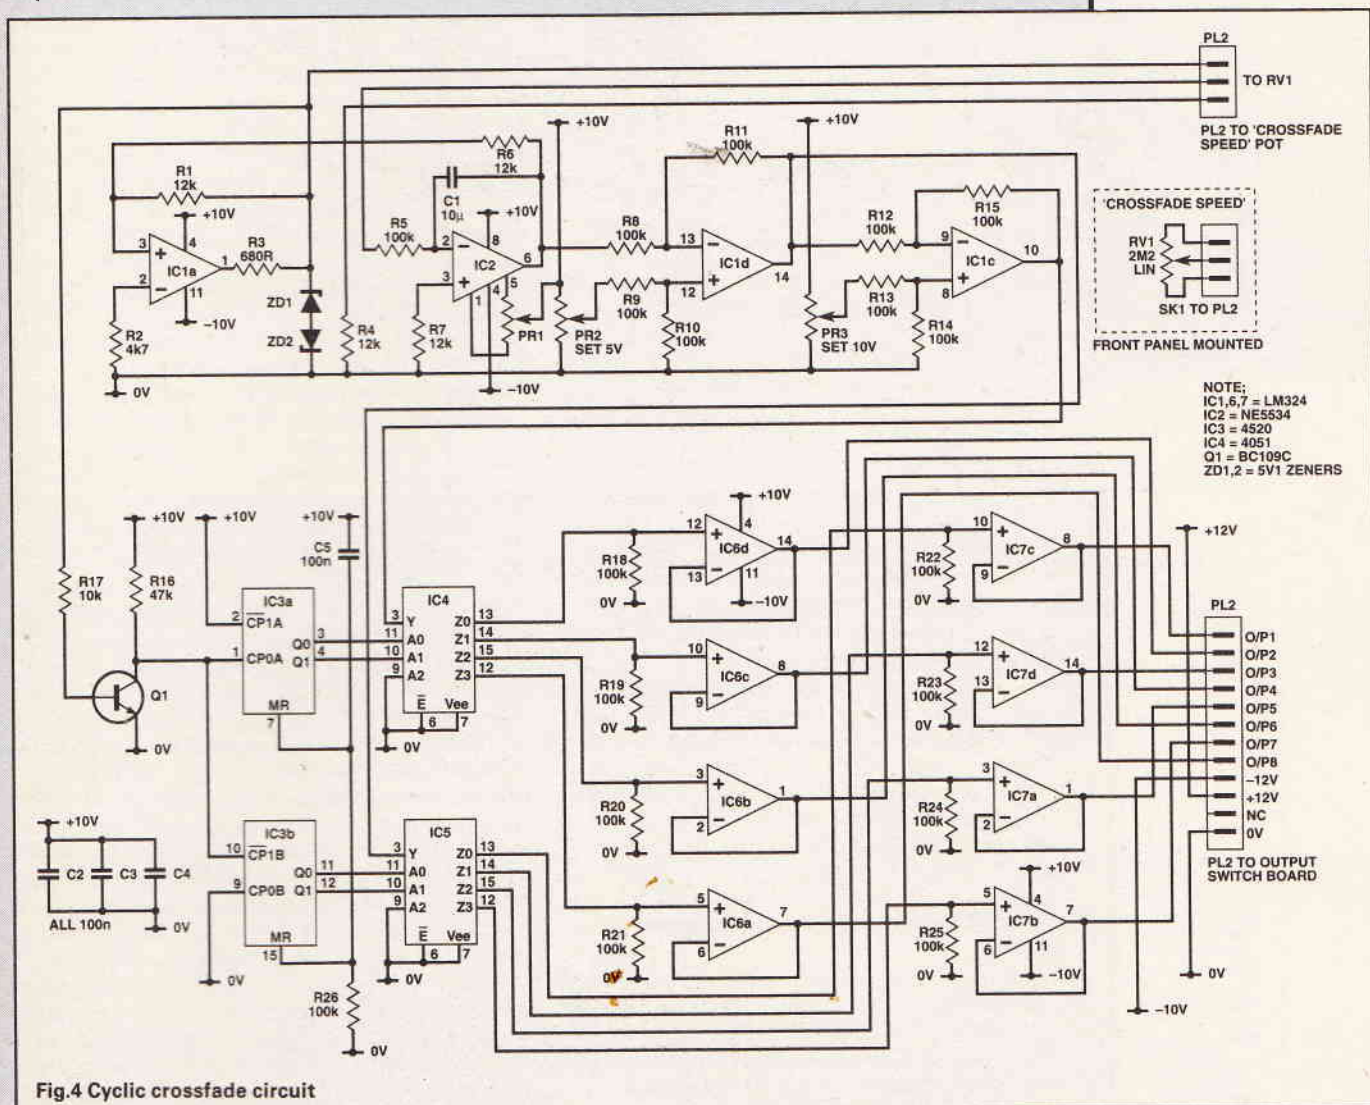 PL2
TO RV1
PL2 TO 'CROSSFADE
SPEED' POT
+10V
+10V
R11
100k
R6
12k
R1
12k
+10V
C1
10µ
+10V
R5
100k
R8
100k
R12
100k
R15
100k
3
+
4
IC1a
1
R3
680R
2
−
11
−10V
2
−
8
IC2
6
3
+
5
1
4
13
−
IC1d
12
+
14
9
−
IC1c
10
8
+
R9
100k
R13
100k
R2
4k7
0V
ZD1
ZD2
R4
12k
R7
12k
PR1
−10V
PR2
SET 5V
R10
100k
PR3
SET 10V
R14
100k
'CROSSFADE SPEED'
RV1
2M2
LIN
SK1 TO PL2
FRONT PANEL MOUNTED
NOTE;
IC1,6,7 = LM324
IC2 = NE5534
IC3 = 4520
IC4 = 4051
Q1 = BC109C
ZD1,2 = 5V1 ZENERS
+10V
+10V
+10V
C5
100n
R17
10k
R16
47k
IC3a
2
CP1A
Q0
3
1
CP0A
Q1
4
MR
7
Q1
0V
IC4
3
Y
Z0
13
11
A0
Z1
14
10
A1
Z2
15
9
A2
Z3
12
E
Vee
6
7
0V
R18
100k
0V
12
+
+10V
4
IC6d
14
13
−
11
−10V
R19
100k
0V
10
+
IC6c
8
9
−
R20
100k
0V
3
+
IC6b
1
2
−
R21
100k
0V
5
+
IC6a
7
6
−
R22
100k
0V
10
+
IC7c
8
9
−
R23
100k
0V
12
+
IC7d
14
13
−
R24
100k
0V
3
+
IC7a
1
2
−
R25
100k
0V
5
+
+10V
4
IC7b
7
6
−
11
−10V
+12V
PL2
O/P1
O/P2
O/P3
O/P4
O/P5
O/P6
O/P7
O/P8
−12V
+12V
NC
0V
PL2 TO OUTPUT
SWITCH BOARD
0V
−10V
+10V
C2
C3
C4
ALL 100n
0V
IC3b
10
CP1B
Q0
11
9
CP0B
Q1
12
MR
15
0V
R26
100k
0V
IC5
3
Y
Z0
13
11
A0
Z1
14
10
A1
Z2
15
9
A2
Z3
12
E
Vee
6
7
0V
Fig.4 Cyclic crossfade circuit